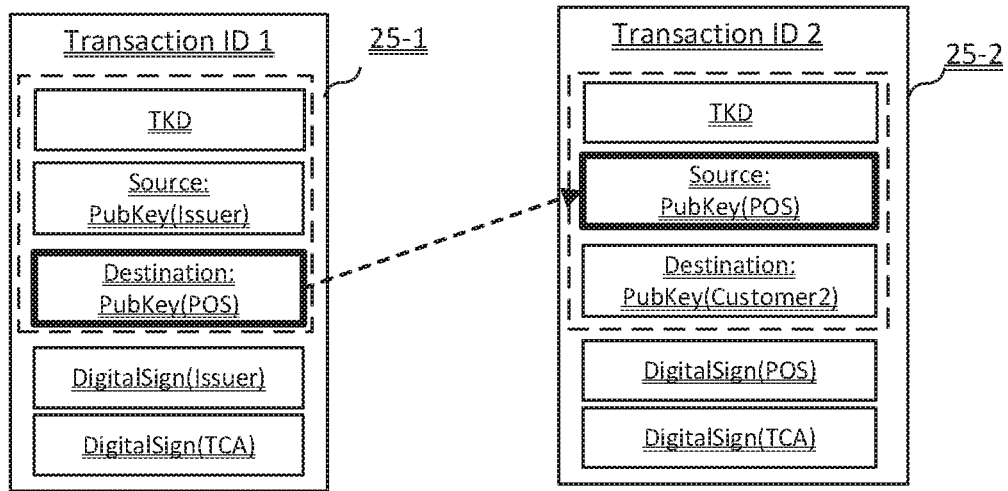 Transaction ID 1
25-1
TKD
Source:
PubKey(Issuer)
Destination:
PubKey(POS)
DigitalSign(Issuer)
DigitalSign(TCA)
Transaction ID 2
25-2
TKD
Source:
PubKey(POS)
Destination:
PubKey(Customer2)
DigitalSign(POS)
DigitalSign(TCA)